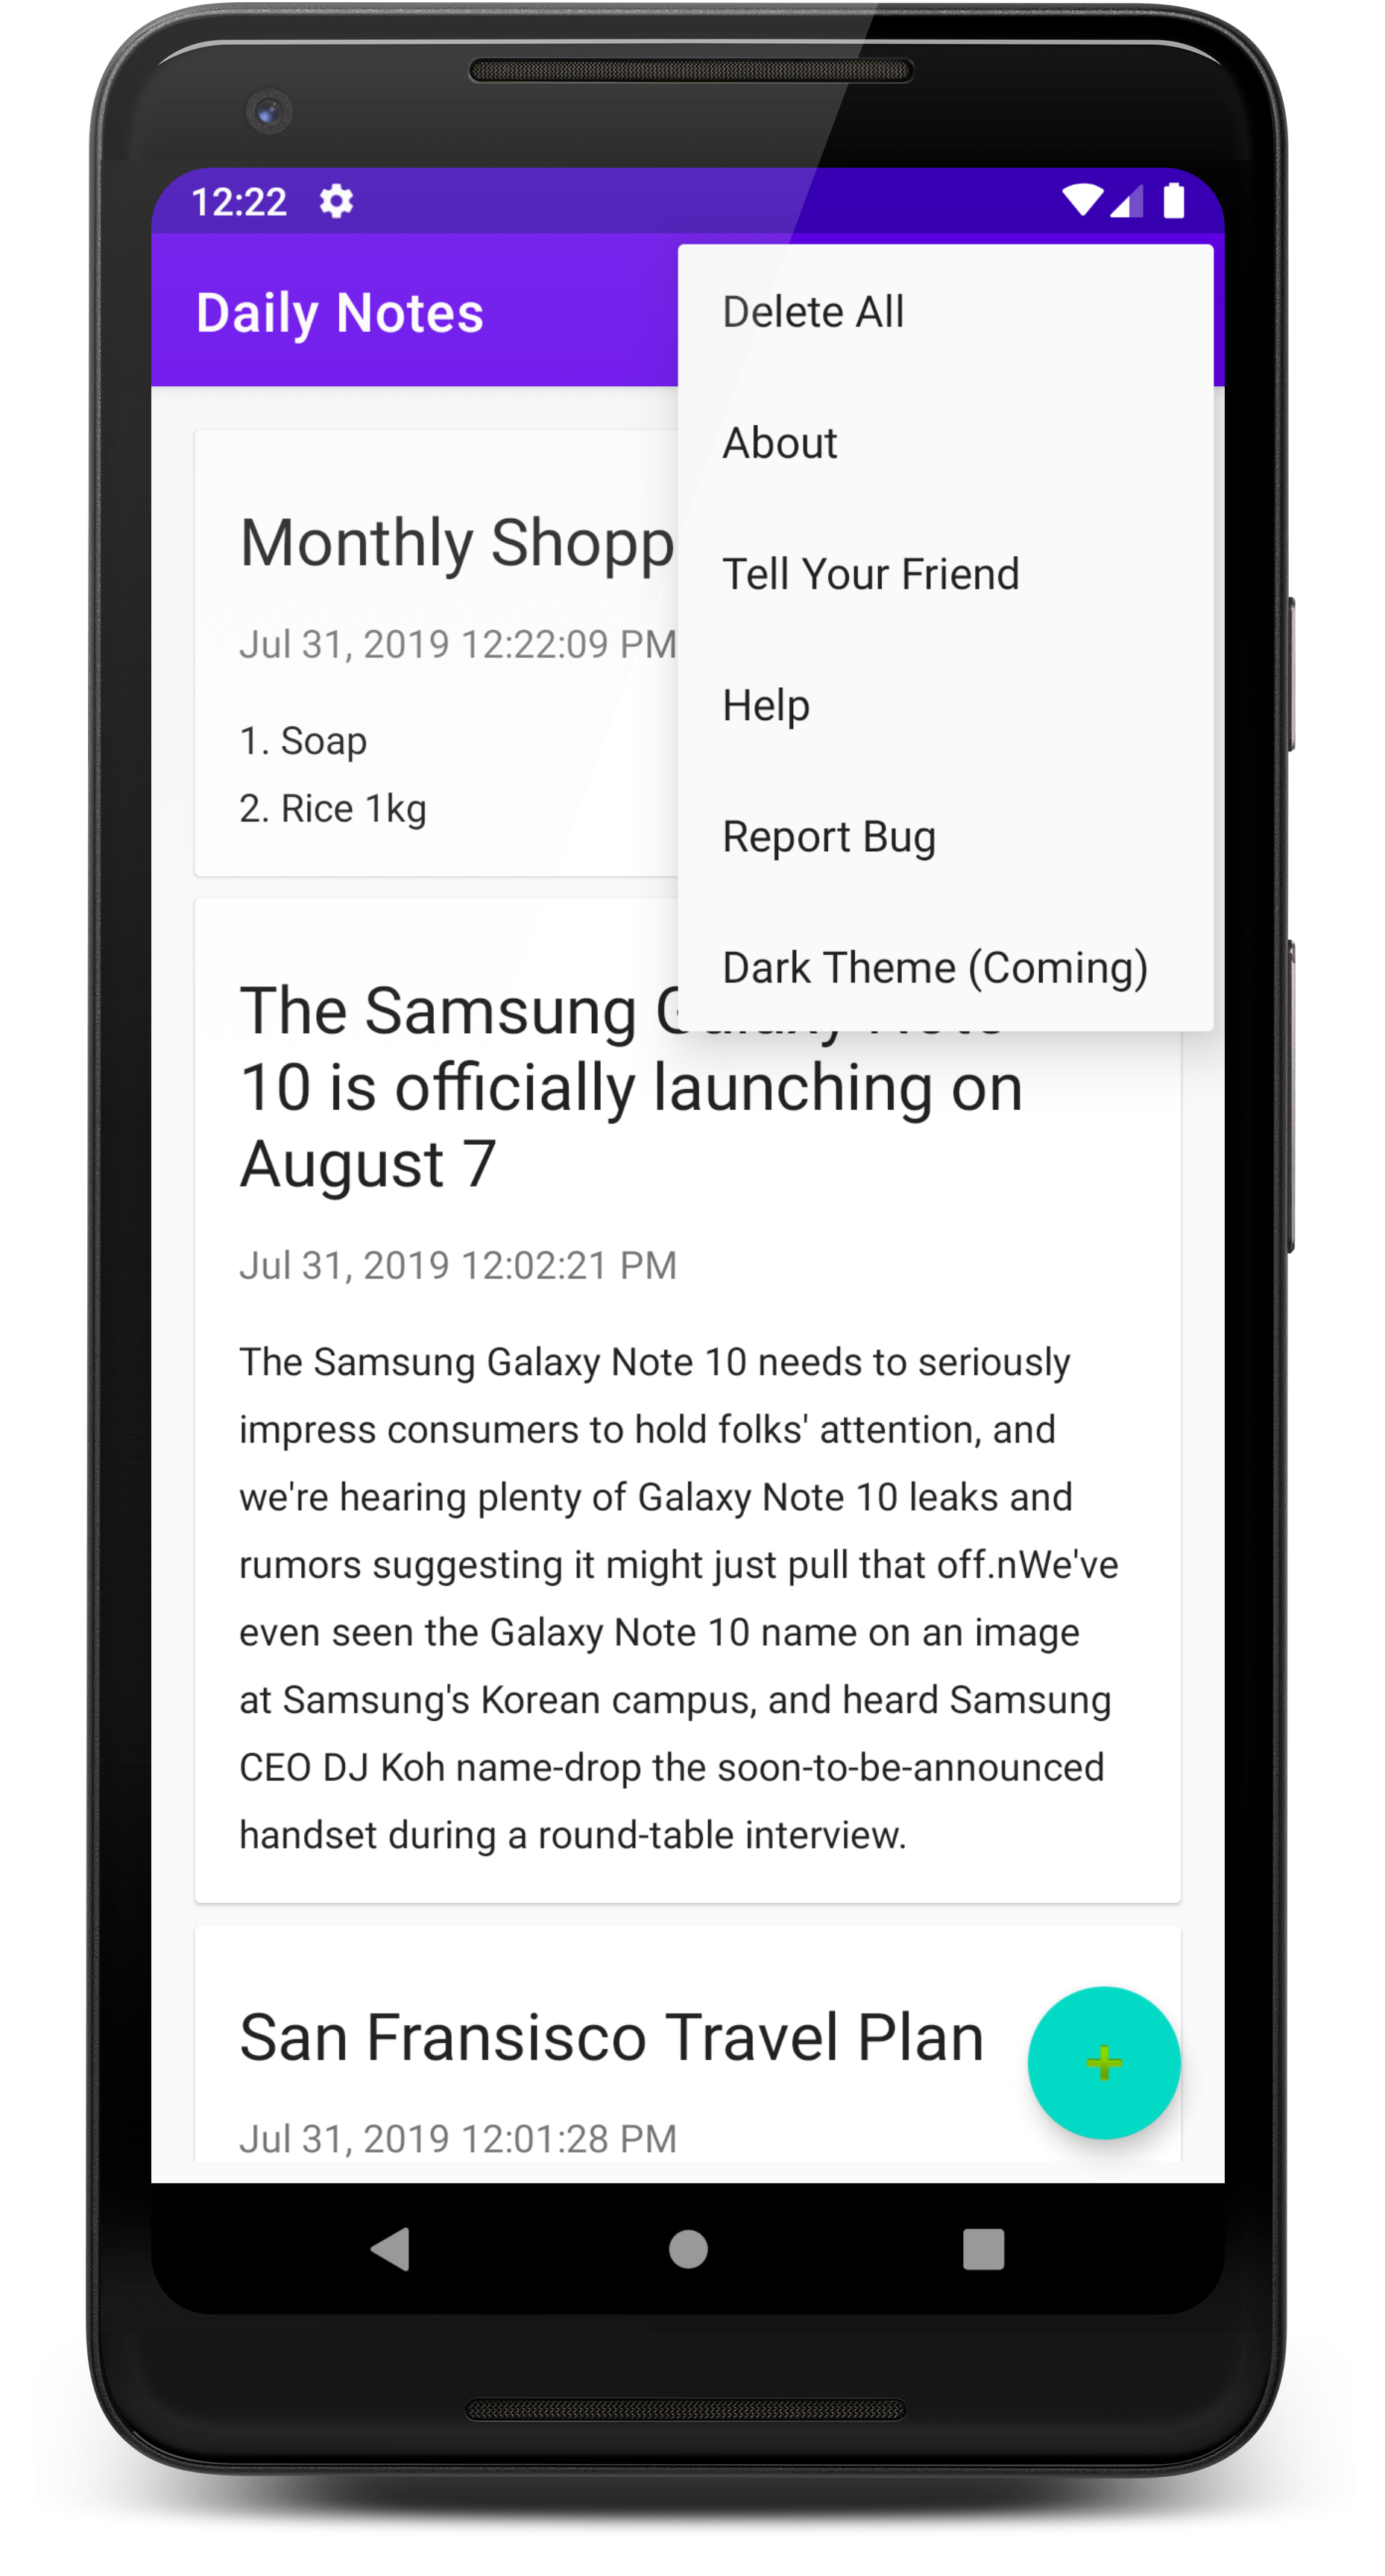 12:22
Daily Notes
Delete All
About
Tell Your Friend
Help
Report Bug
Dark Theme (Coming)
Monthly Shopp
Jul 31, 2019 12:22:09 PM
1. Soap
2. Rice 1kg
The Samsung
10 is officially launching on
August 7
Jul 31, 2019 12:02:21 PM
The Samsung Galaxy Note 10 needs to seriously
impress consumers to hold folks' attention, and
we're hearing plenty of Galaxy Note 10 leaks and
rumors suggesting it might just pull that off.nWe've
even seen the Galaxy Note 10 name on an image
at Samsung's Korean campus, and heard Samsung
CEO DJ Koh name-drop the soon-to-be-announced
handset during a round-table interview.
San Fransisco Travel Plan
Jul 31, 2019 12:01:28 PM